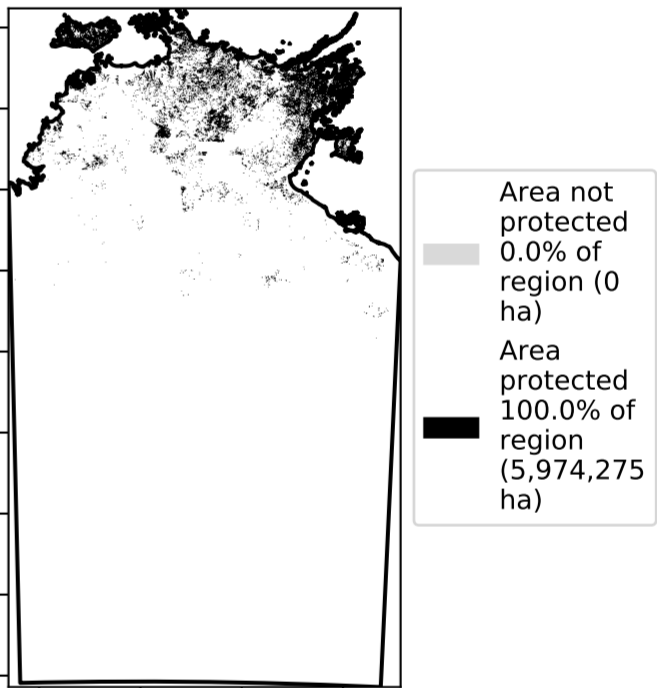 Area not
protected
0.0% of
region (0
ha)
Area
protected
100.0% of
region
(5,974,275
ha)